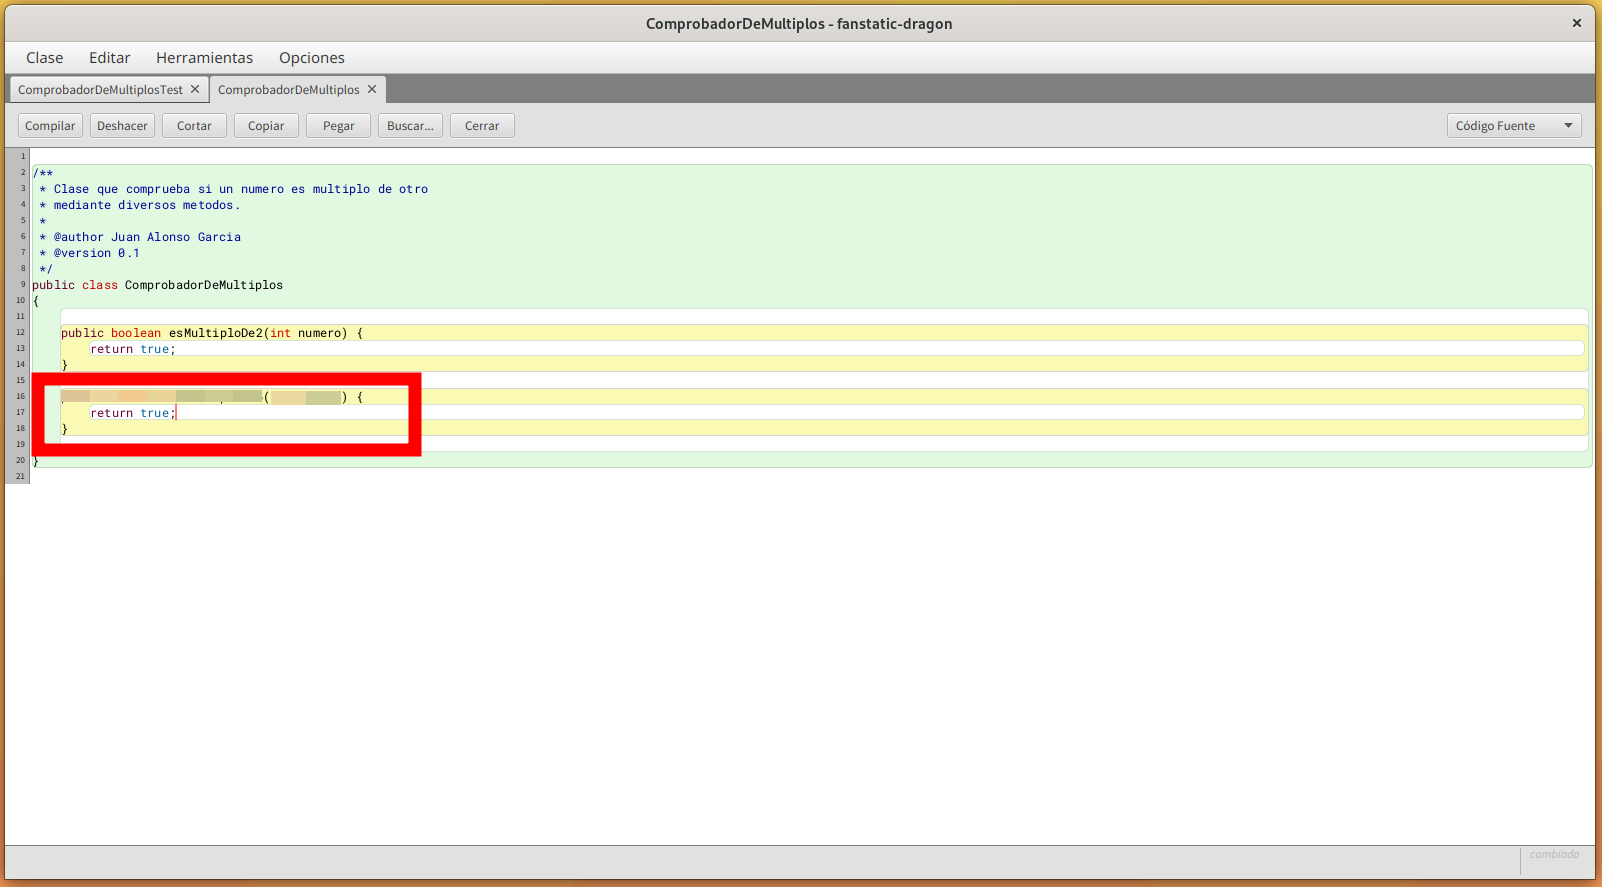 ComprobadorDeMultiplos - fanstatic-dragon
Clase Editar Herramientas Opciones
ComprobadorDeMultiplosTest ComprobadorDeMultiplos
Compilar Deshacer Cortar Copiar Pegar Buscar... Cerrar Código Fuente
1
2 /**
3 * Clase que comprueba si un numero es multiplo de otro
4 * mediante diversos metodos.
5 *
6 * @author Juan Alonso Garcia
7 * @version 0.1
8 */
9 public class ComprobadorDeMultiplos
10 {
11
12 public boolean esMultiploDe2(int numero) {
13 return true;
14 }
15
16 ( ) {
17 return true;
18 }
19
20 }
21
cambiado